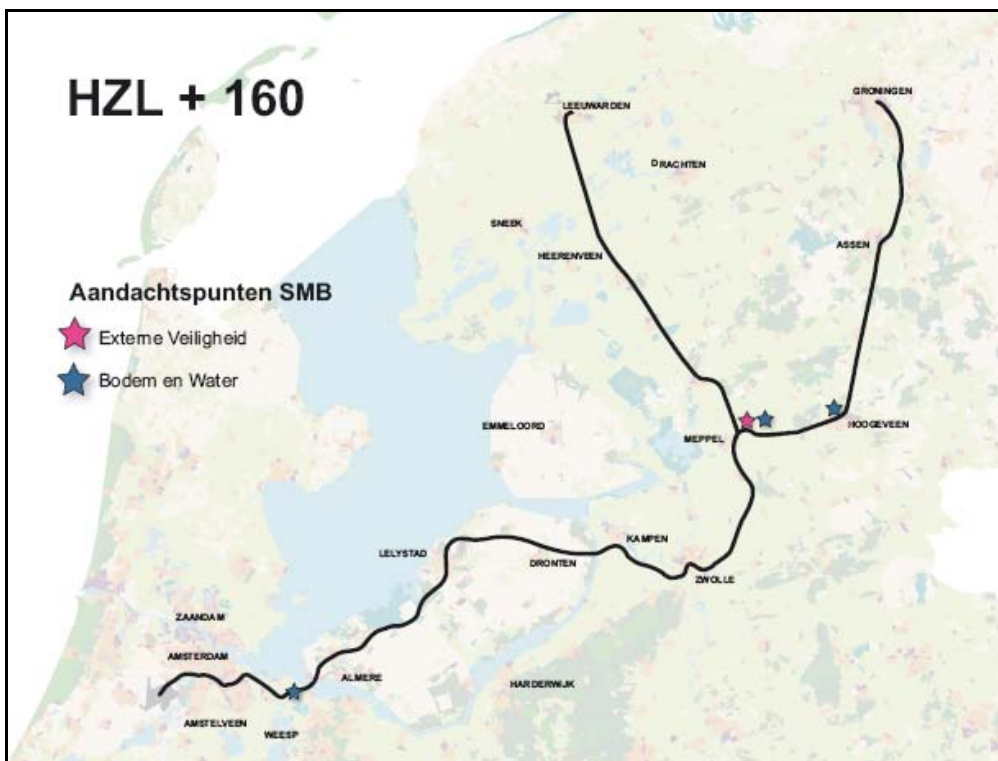 HZL + 160
LEEUWARDEN
GRONINGEN
DRACHTEN
SNEEK
HEERENVEEN
ASSEN
Aandachtspunten SMB
Externe Veiligheid
Bodem en Water
EMMELOORD
MEPPEL
HOOGEVEEN
LELYSTAD
DRONTEN
KAMPEN
ZWOLLE
ZAANDAM
AMSTERDAM
ALMERE
HARDERWIJK
AMSTELVEEN
WEESP